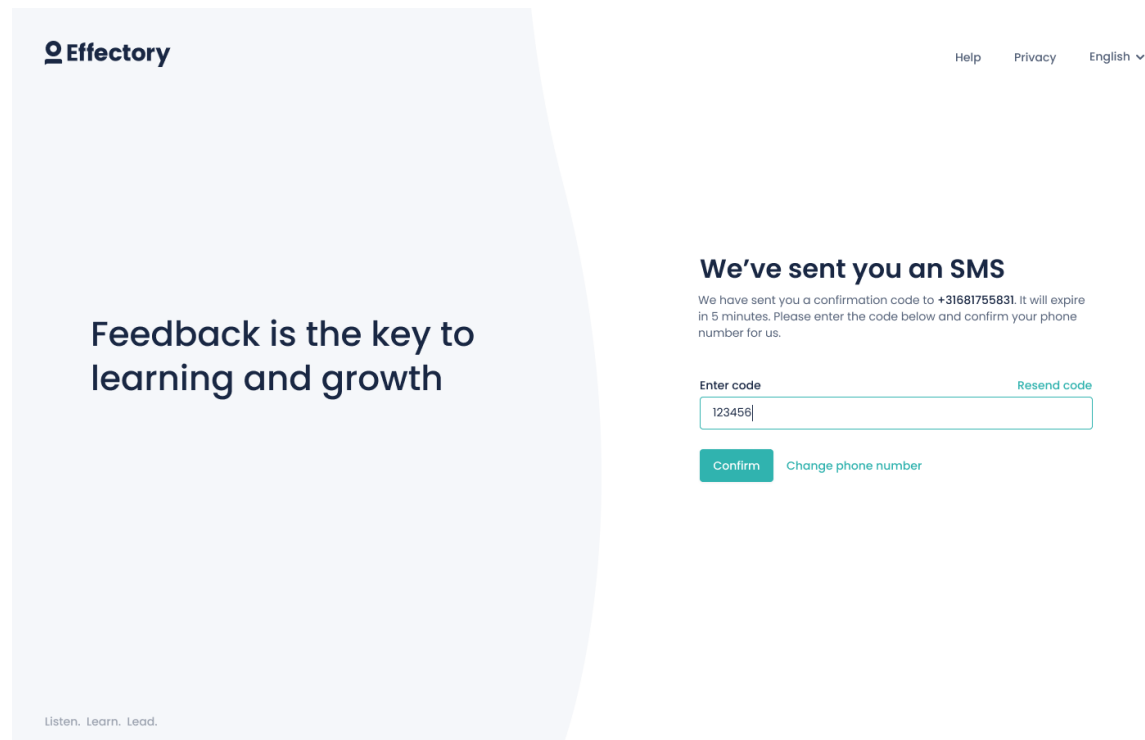 Effectory
Help Privacy English
Feedback is the key to
learning and growth
We’ve sent you an SMS
We have sent you a confirmation code to +31681755831. It will expire
in 5 minutes. Please enter the code below and confirm your phone
number for us.
Enter code Resend code
123456
Confirm Change phone number
Listen. Learn. Lead.